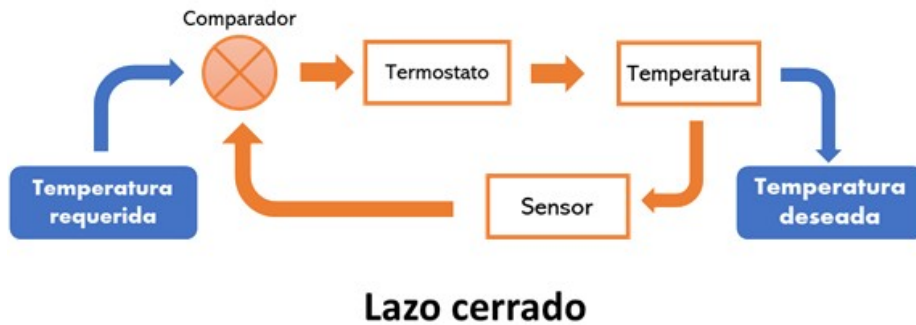 Comparador
Termostato
Temperatura
Temperatura
requerida
Sensor
Temperatura
deseada
Lazo cerrado